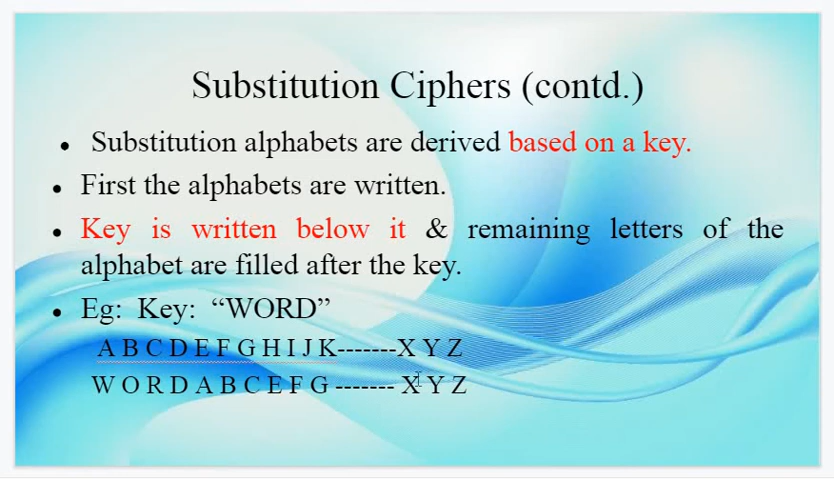 Substitution Ciphers (contd.)
• Substitution alphabets are derived based on a key.
• First the alphabets are written.
• Key is written below it & remaining letters of the
alphabet are filled after the key.
• Eg: Key: “WORD”
A B C D E F G H I J K-------X Y Z
W O R D A B C E F G ------- X Y Z